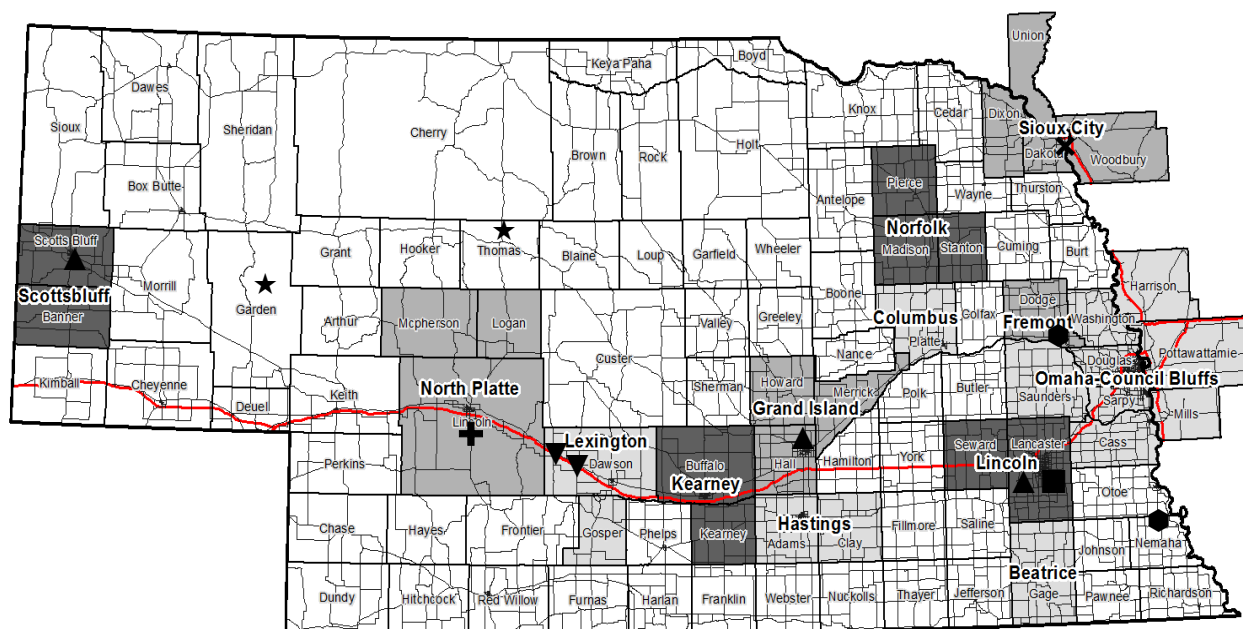 Union
Boyd
Keya Paha
Dawes
Knox
Cedar
Dixon
Sioux City
Sioux
Sheridan
Cherry
Holt
Brown
Rock
Dakota
Woodbury
Box Butte
Pierce
Wayne
Thurston
Antelope
Scotts Bluff
Norfolk
Madison
Stanton
Cuming
Burt
Grant
Hooker
Thomas
Blaine
Loup
Garfield
Wheeler
Morrill
Harrison
Scottsbluff
Banner
Garden
Boone
Dodge
Arthur
Mcpherson
Logan
Valley
Greeley
Columbus
Colfax
Fremont
Washington
Platte
Custer
Nance
Douglas
Pottawattamie
Kimball
Cheyenne
North Platte
Sherman
Howard
Merrick
Polk
Butler
Omaha-Council Bluffs
Saunders
Sarpy
Keith
Deuel
Grand Island
Mills
Lincoln
Lexington
Seward
Lancaster
Cass
Perkins
Dawson
Buffalo
Hall
Hamilton
York
Lincoln
Kearney
Otoe
Chase
Hayes
Frontier
Gosper
Phelps
Kearney
Hastings
Adams
Clay
Fillmore
Saline
Johnson
Nemaha
Beatrice
Dundy
Hitchcock
Red Willow
Furnas
Harlan
Franklin
Webster
Nuckolls
Thayer
Jefferson
Gage
Pawnee
Richardson